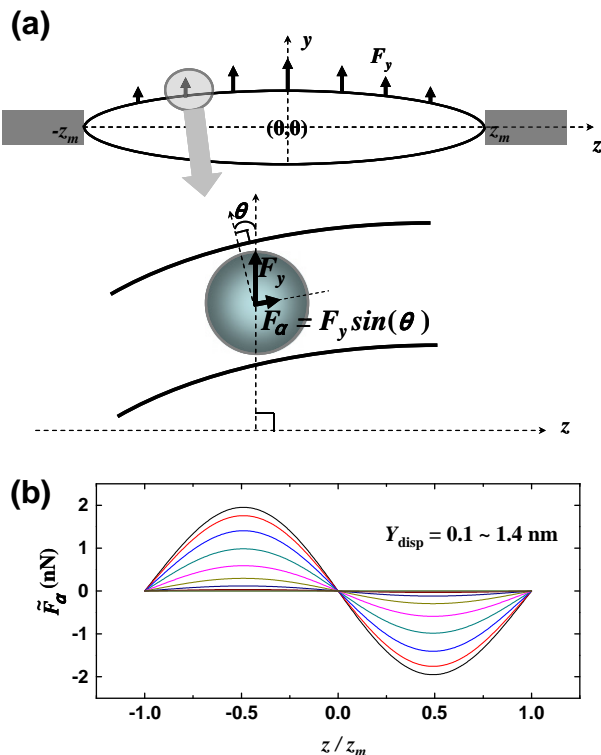 (a)
y
F_y
-z_m
(0,0)
z_m
z
θ
F_y
F_α = F_y sin(θ)
z
(b)
2
1
0
-1
-2
F̃_α (nN)
Y_disp = 0.1 ~ 1.4 nm
-1.0 -0.5 0.0 0.5 1.0
z / z_m